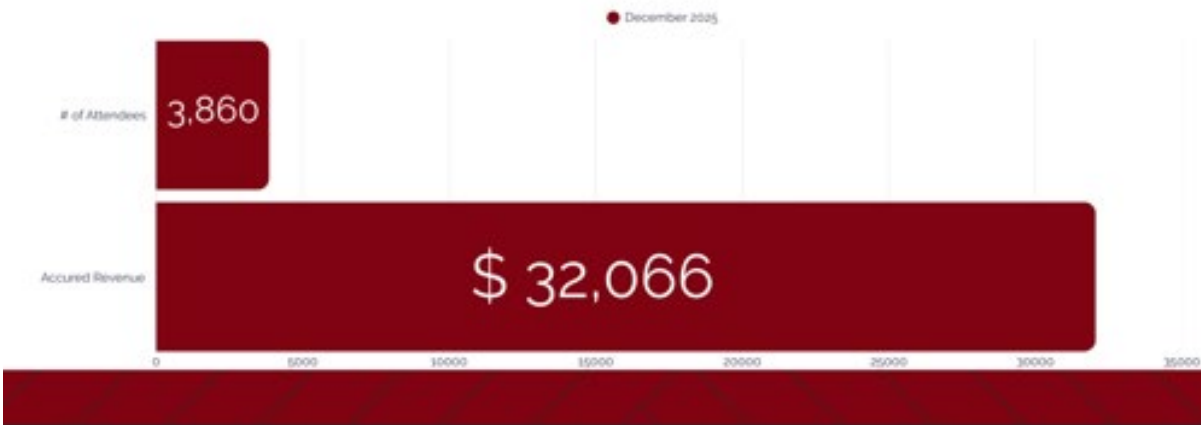 December 2025
# of Attendees
3,860
Accured Revenue
$ 32,066
0 5000 10000 15000 20000 25000 30000 35000